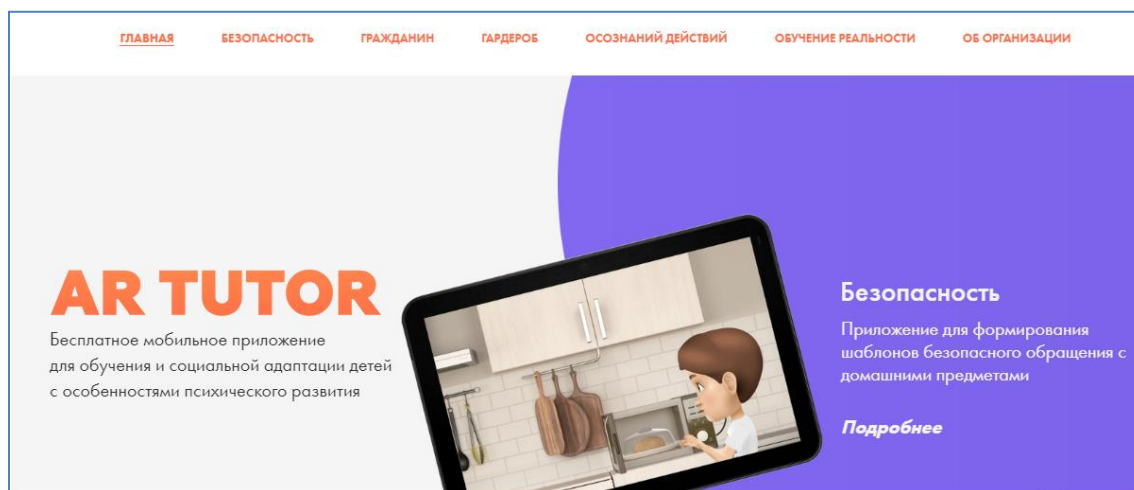 ГЛАВНАЯ БЕЗОПАСНОСТЬ ГРАЖДАНИН ГАРДЕРОБ ОСОЗНАНИЙ ДЕЙСТВИЙ ОБУЧЕНИЕ РЕАЛЬНОСТИ ОБ ОРГАНИЗАЦИИ
AR TUTOR
Бесплатное мобильное приложение
для обучения и социальной адаптации детей
с особенностями психического развития
Безопасность
Приложение для формирования
шаблонов безопасного обращения с
домашними предметами
Подробнее